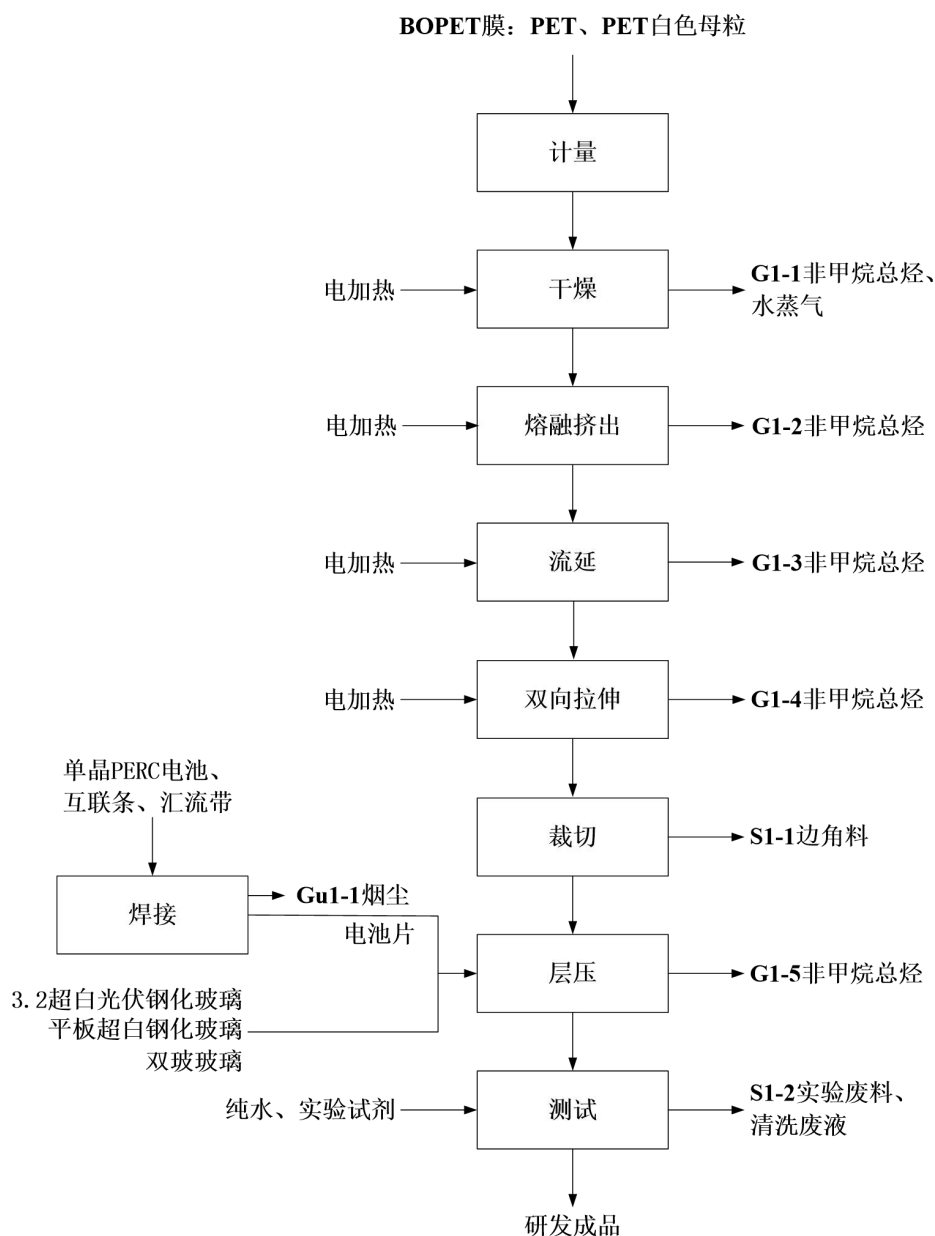 BOPET膜：PET、PET白色母粒
计量
电加热
干燥
G1-1非甲烷总烃、
水蒸气
电加热
熔融挤出
G1-2非甲烷总烃
电加热
流延
G1-3非甲烷总烃
电加热
双向拉伸
G1-4非甲烷总烃
单晶PERC电池、
互联条、汇流带
裁切
S1-1边角料
焊接
Gu1-1烟尘
电池片
层压
G1-5非甲烷总烃
3.2超白光伏钢化玻璃
平板超白钢化玻璃
双玻玻璃
纯水、实验试剂
测试
S1-2实验废料、
清洗废液
研发成品